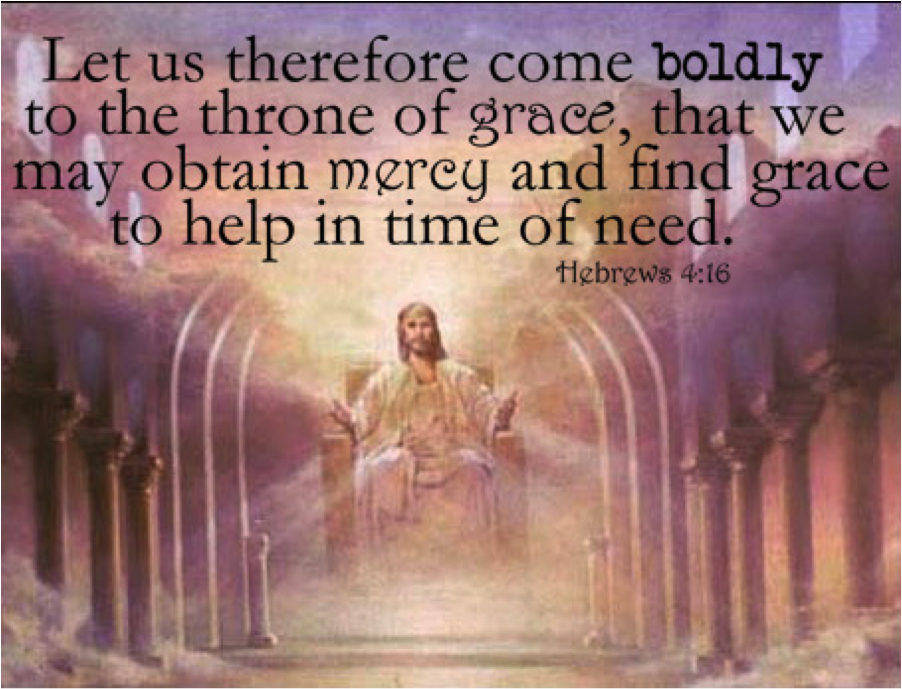 Let us therefore come boldly
to the throne of grace, that we
may obtain mercy and find grace
to help in time of need.
Hebrews 4:16